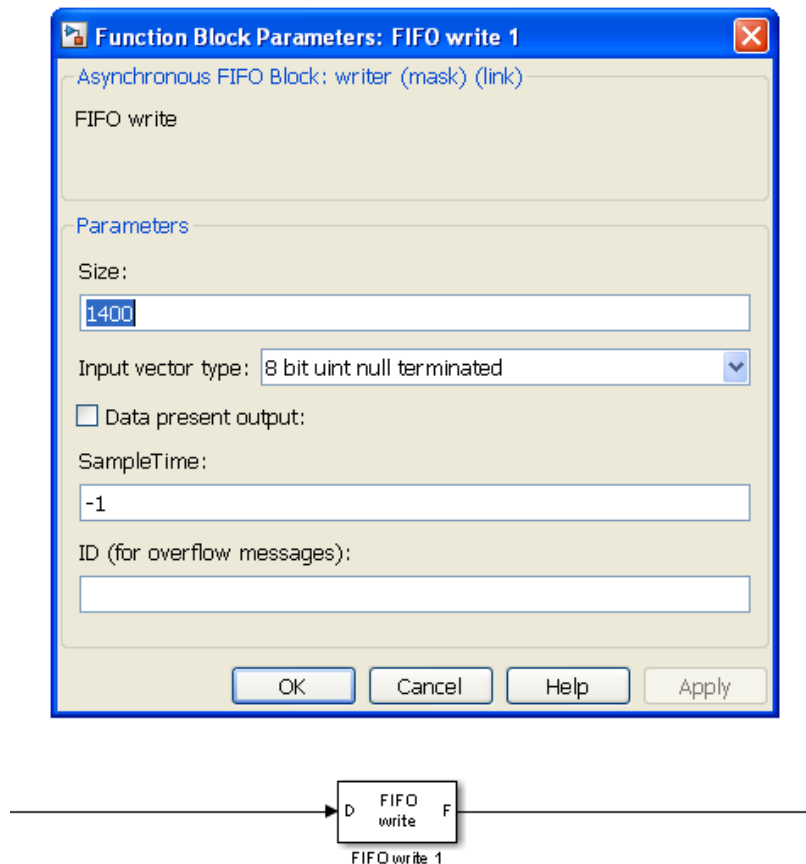 Function Block Parameters: FIFO write 1
Asynchronous FIFO Block: writer (mask) (link)
FIFO write
Parameters
Size:
1400
Input vector type: 8 bit uint null terminated
Data present output:
SampleTime:
-1
ID (for overflow messages):
OK Cancel Help Apply
D FIFO F
write
FIFO write 1